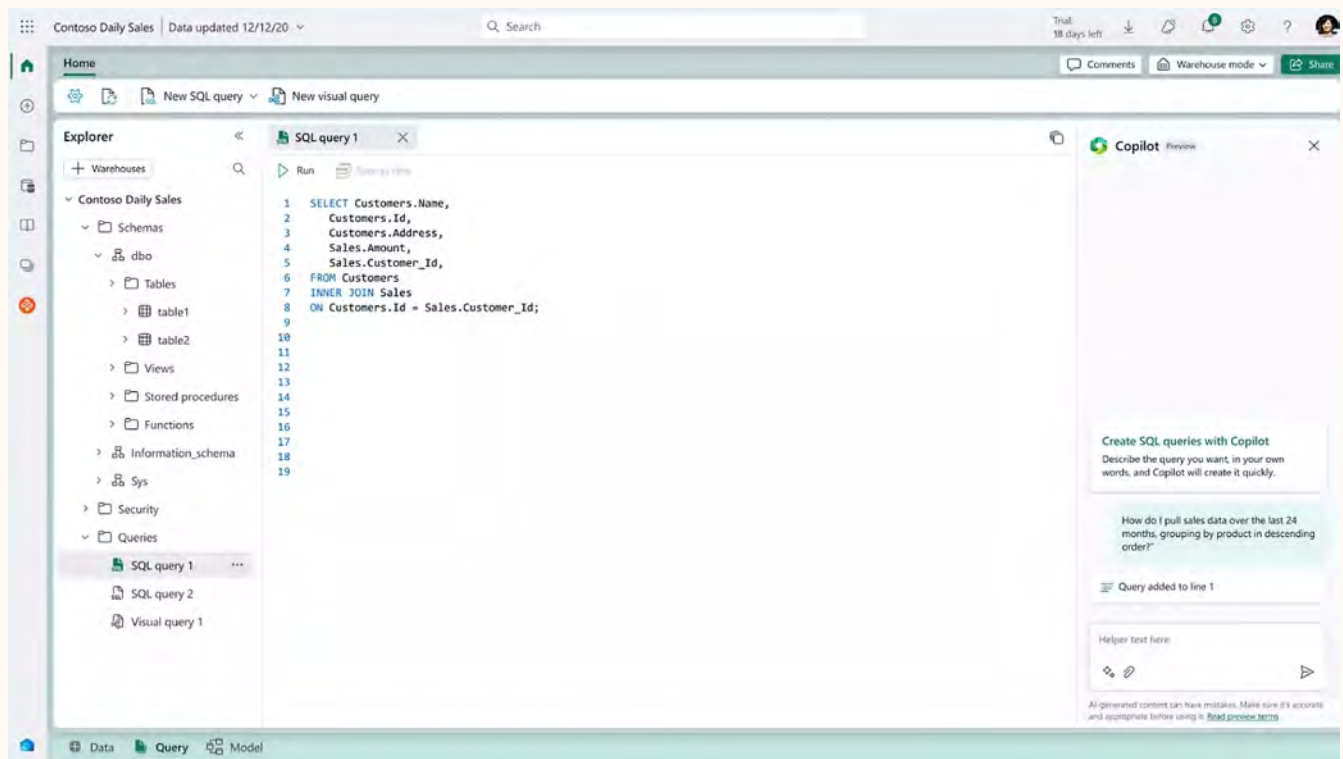 Contoso Daily Sales | Data updated 12/12/20
Search
Trial:
18 days left
8
Home
Comments
Warehouse mode
Share
New SQL query
New visual query
Explorer
SQL query 1
Copilot Preview
+ Warehouses
Run
Save as view
Contoso Daily Sales
Schemas
dbo
Tables
table1
table2
Views
Stored procedures
Functions
Information_schema
Sys
Security
Queries
SQL query 1
SQL query 2
Visual query 1
1 SELECT Customers.Name,
2 Customers.Id,
3 Customers.Address,
4 Sales.Amount,
5 Sales.Customer_Id,
6 FROM Customers
7 INNER JOIN Sales
8 ON Customers.Id = Sales.Customer_Id;
9
10
11
12
13
14
15
16
17
18
19
Create SQL queries with Copilot
Describe the query you want, in your own
words, and Copilot will create it quickly.
How do I pull sales data over the last 24
months, grouping by product in descending
order?"
Query added to line 1
Helper text here
AI-generated content can have mistakes. Make sure it's accurate
and appropriate before using it. Read preview terms
Data
Query
Model